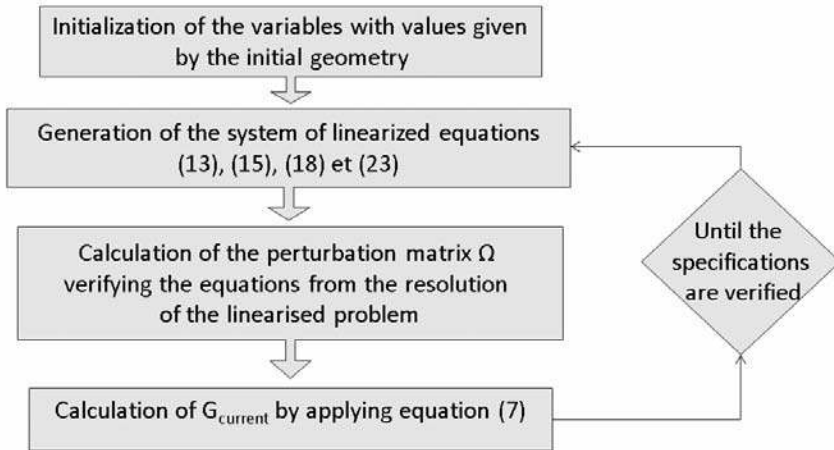 Initialization of the variables with values given
by the initial geometry
Generation of the system of linearized equations
(13), (15), (18) et (23)
Calculation of the perturbation matrix Ω
verifying the equations from the resolution
of the linearised problem
Calculation of Gcurrent by applying equation (7)
Until the
specifications
are verified